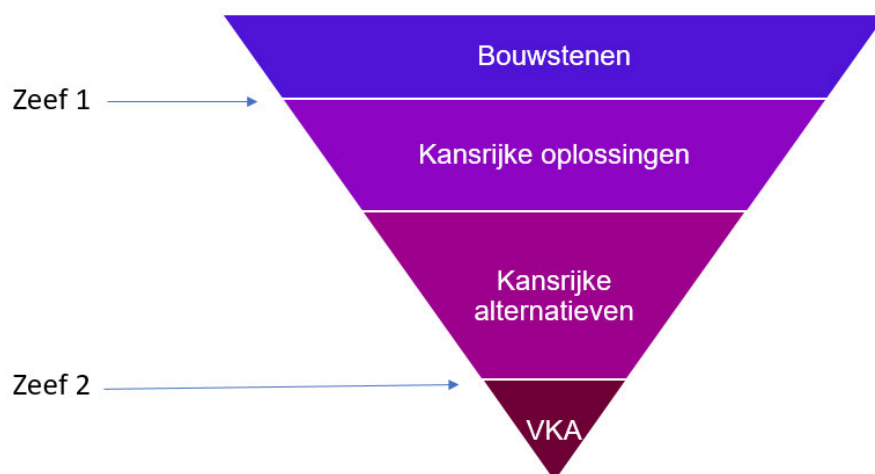 Bouwstenen
Zeef 1
Kansrijke oplossingen
Kansrijke
alternatieven
Zeef 2
VKA